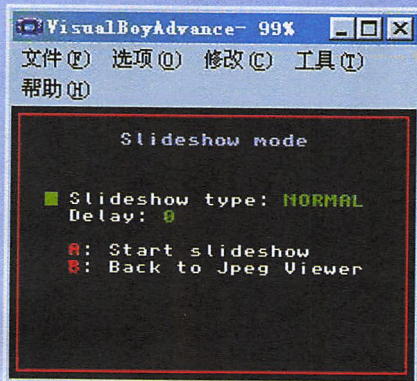 VisualBoyAdvance- 99%
文件(F) 选项(O) 修改(C) 工具(T)
帮助(H)
Slideshow mode
Slideshow type: NORMAL
Delay: 0
A: Start slideshow
B: Back to Jpeg Viewer